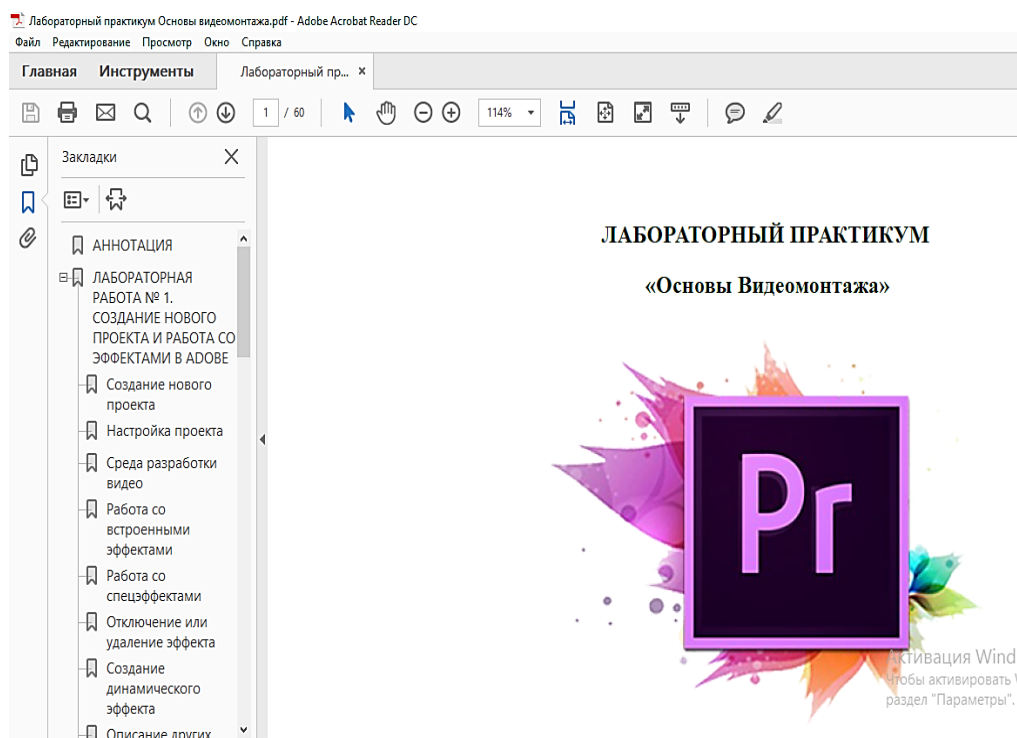 Лабораторный практикум Основы видеомонтажа.pdf - Adobe Acrobat Reader DC
Файл Редактирование Просмотр Окно Справка
Главная Инструменты Лабораторный пр... ×
1 / 60 114%
Закладки
АННОТАЦИЯ
ЛАБОРАТОРНАЯ
РАБОТА № 1.
СОЗДАНИЕ НОВОГО
ПРОЕКТА И РАБОТА СО
ЭФФЕКТАМИ В ADOBE
Создание нового
проекта
Настройка проекта
Среда разработки
видео
Работа со
встроенными
эффектами
Работа со
спецэффектами
Отключение или
удаление эффекта
Создание
динамического
эффекта
Описание других
ЛАБОРАТОРНЫЙ ПРАКТИКУМ
«Основы Видеомонтажа»
Pr
Активация Wind
Чтобы активировать W
раздел "Параметры".